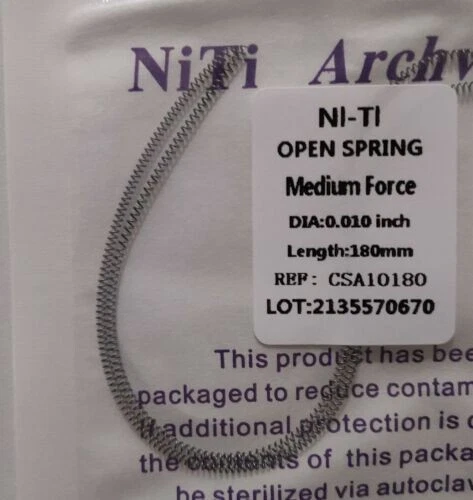 NiTi Archw
NI-TI
OPEN SPRING
Medium Force
DIA:0.010 inch
Length:180mm
REF: CSA10180
LOT:2135570670
This product has bee
packaged to reduce contam
If additional protection is d
the contents of this packa
be sterilized via autoclav